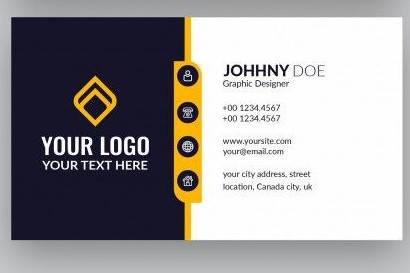 YOUR LOGO
YOUR TEXT HERE
JOHHNY DOE
Graphic Designer
+00 1234.4567
+00 1234.4567
www.yoursite.com
your@email.com
your city address, street
location, Canada city, uk